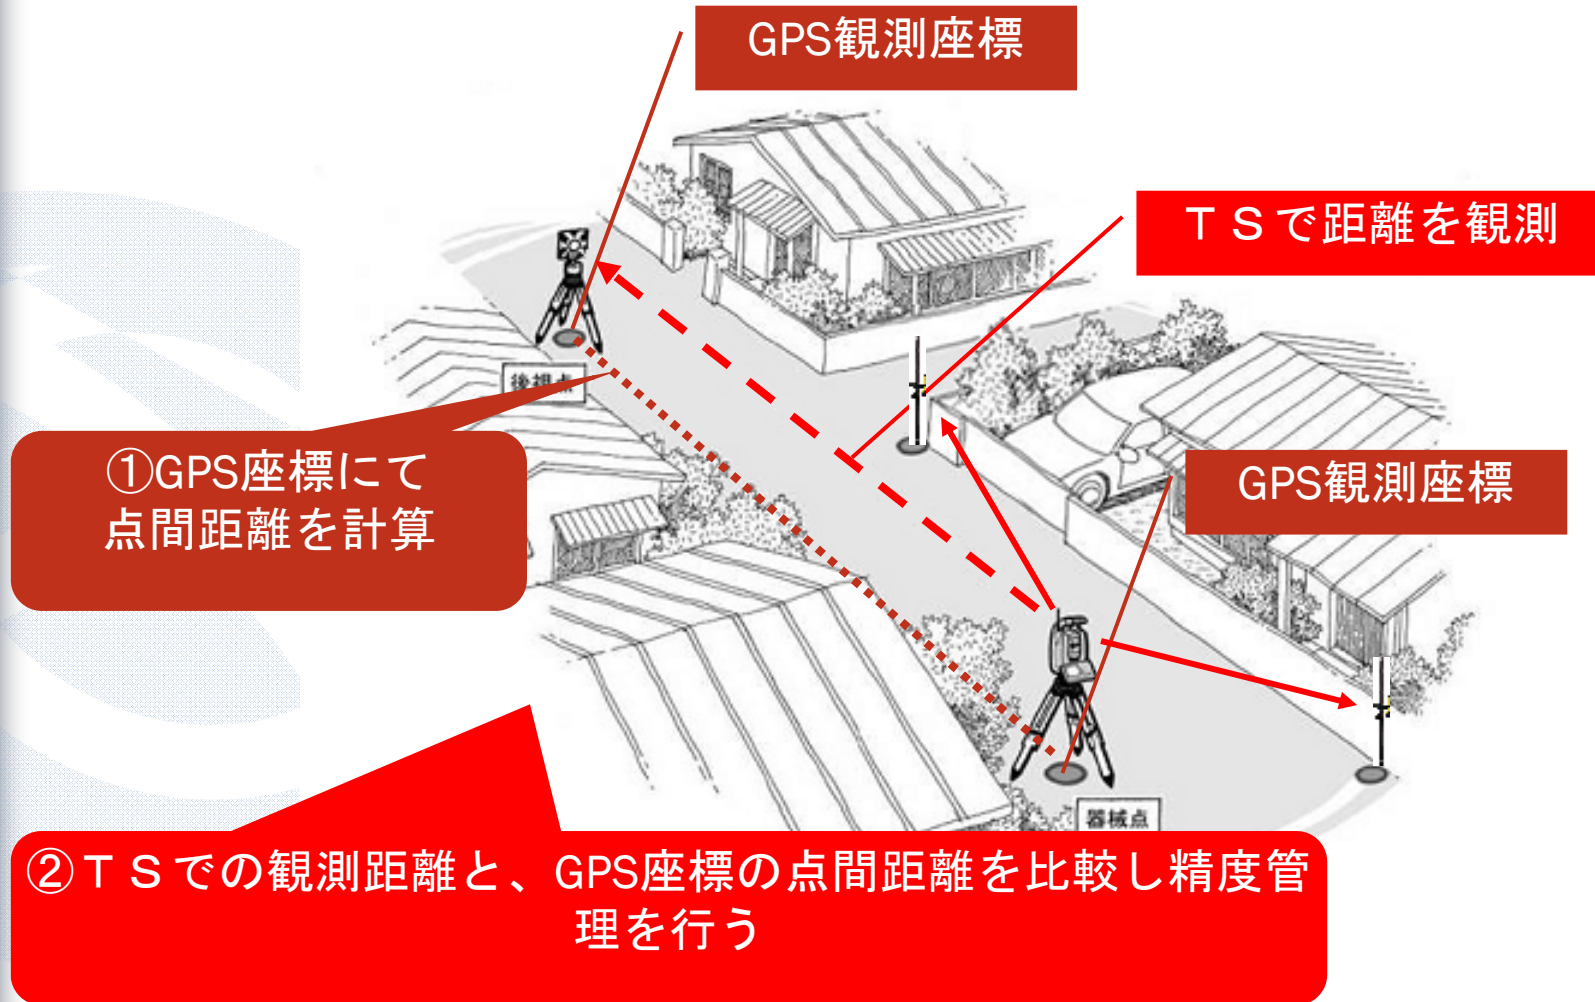 GPS観測座標
TSで距離を観測
後視点
①GPS座標にて
点間距離を計算
GPS観測座標
器械点
②TSでの観測距離と、GPS座標の点間距離を比較し精度管
理を行う